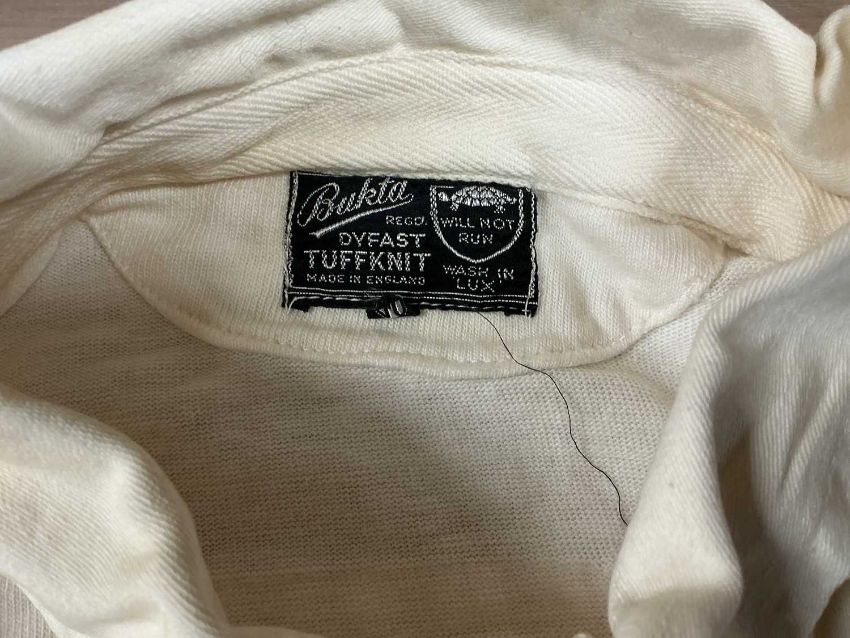 Bukta
REGD.
DYFAST
TUFFKNIT
MADE IN ENGLAND
WILL NOT
RUN
WASH IN
LUX